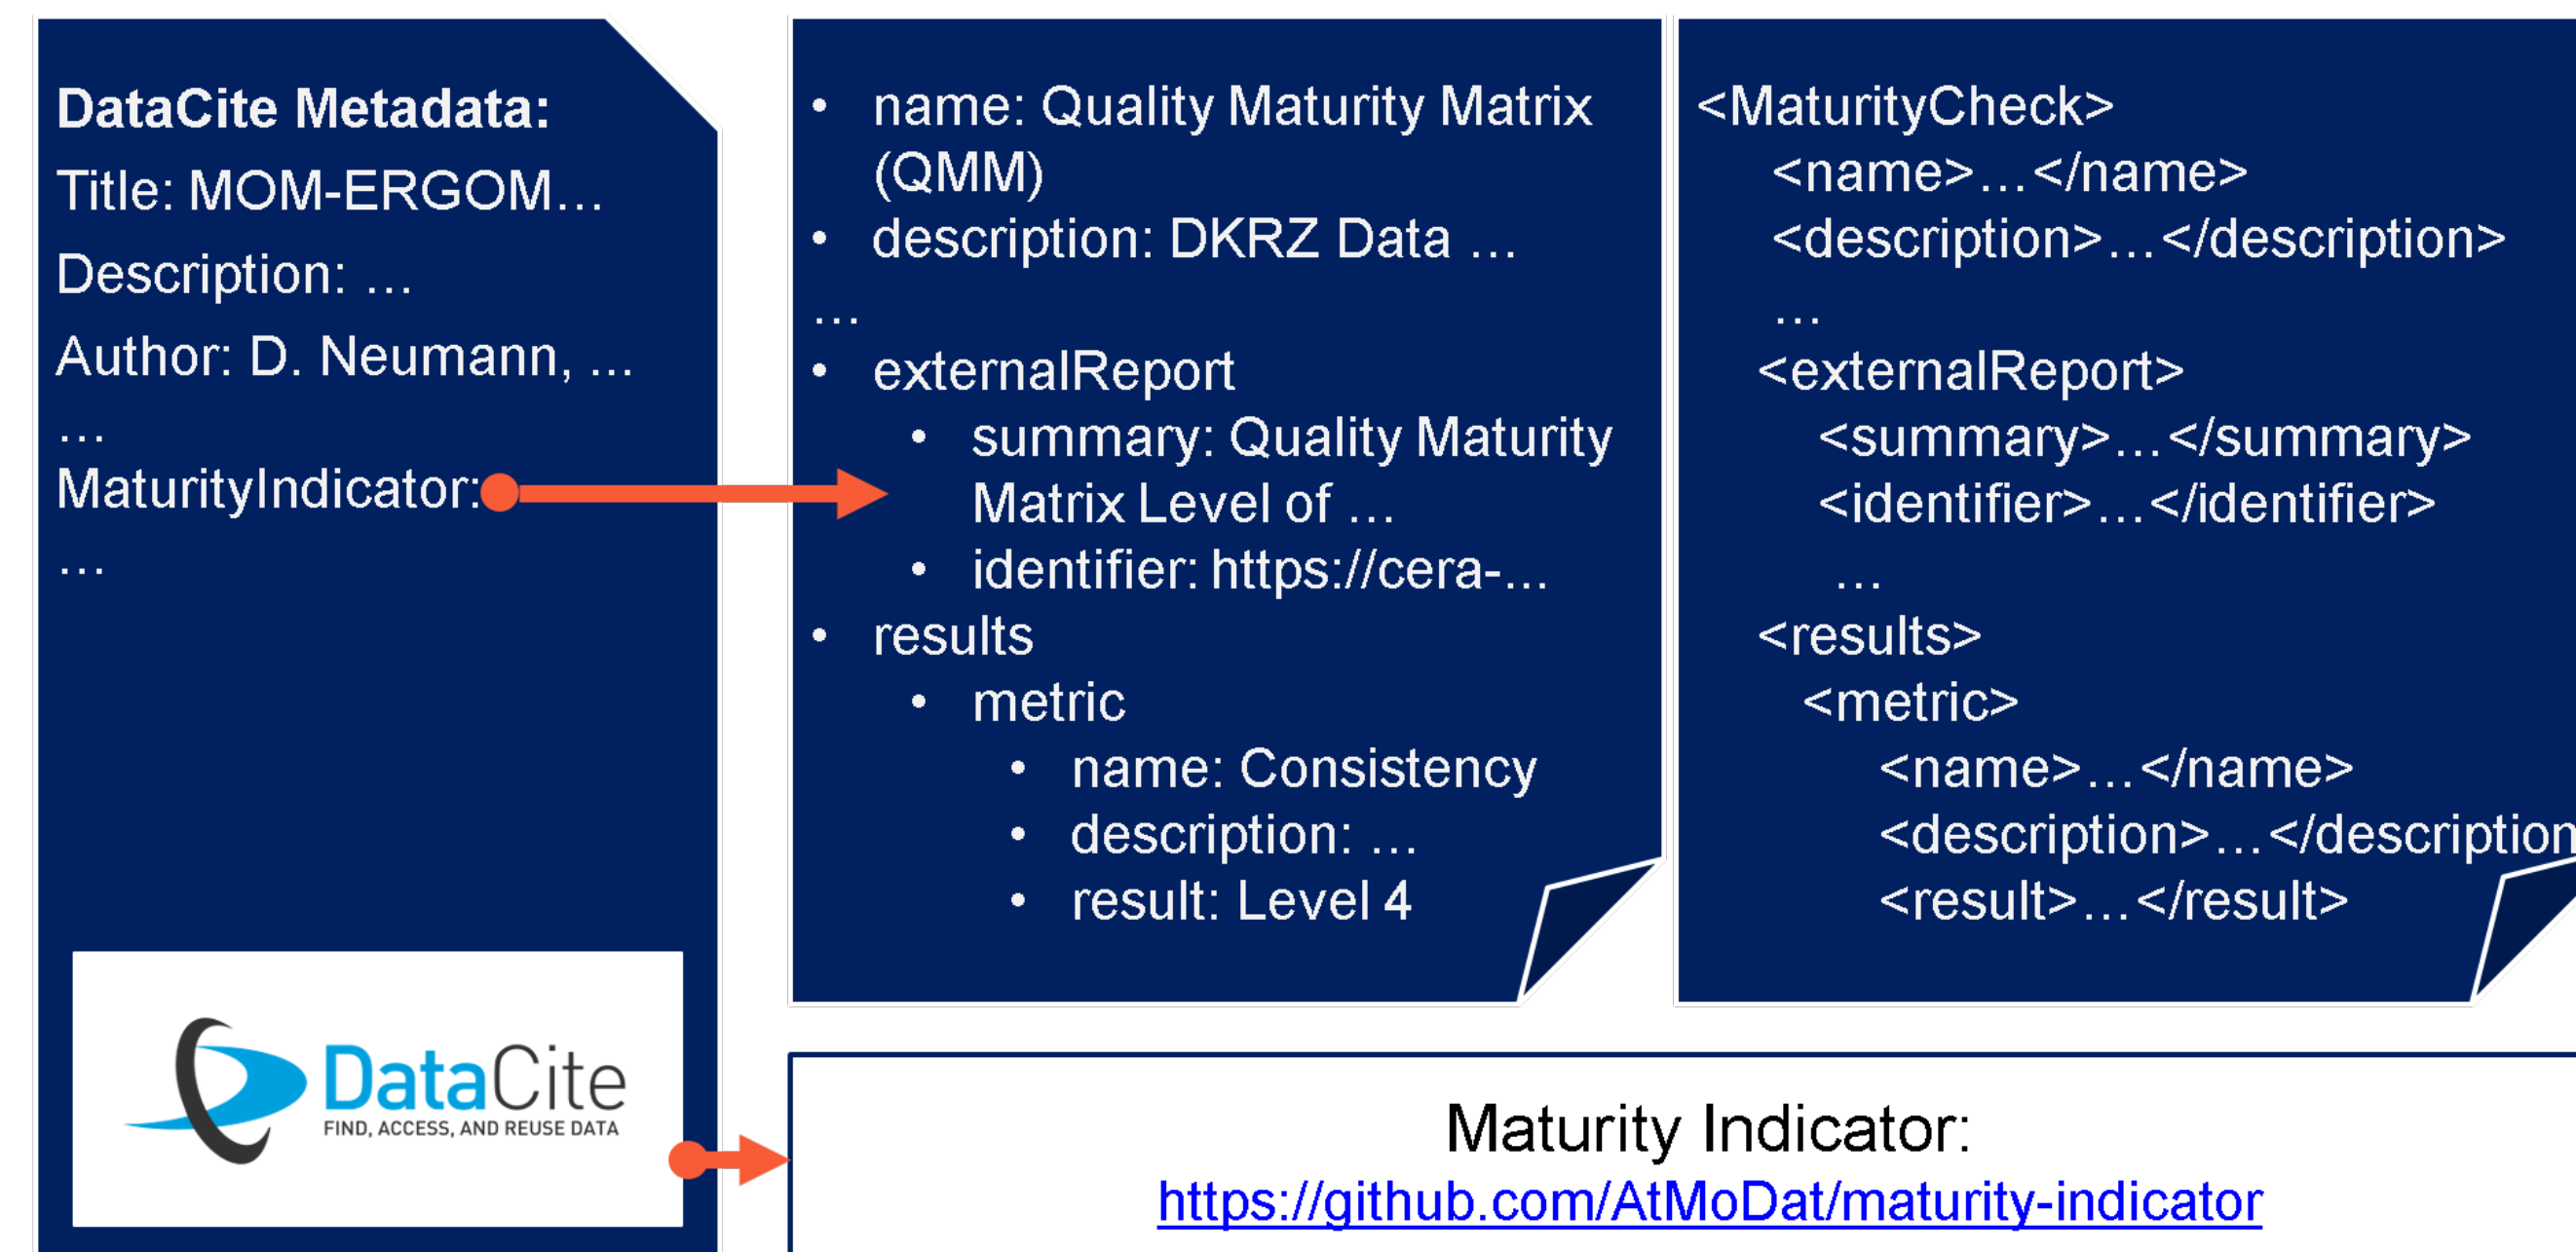 DataCite Metadata:
Title: MOM-ERGOM…
Description: …
Author: D. Neumann, ...
…
MaturityIndicator:
…
DataCite
FIND, ACCESS, AND REUSE DATA
• name: Quality Maturity Matrix
(QMM)
• description: DKRZ Data …
…
• externalReport
• summary: Quality Maturity
Matrix Level of …
• identifier: https://cera-...
• results
• metric
• name: Consistency
• description: …
• result: Level 4
<MaturityCheck>
<name>…</name>
<description>…</description>
…
<externalReport>
<summary>…</summary>
<identifier>…</identifier>
…
<results>
<metric>
<name>…</name>
<description>…</description
<result>…</result>
Maturity Indicator:
https://github.com/AtMoDat/maturity-indicator